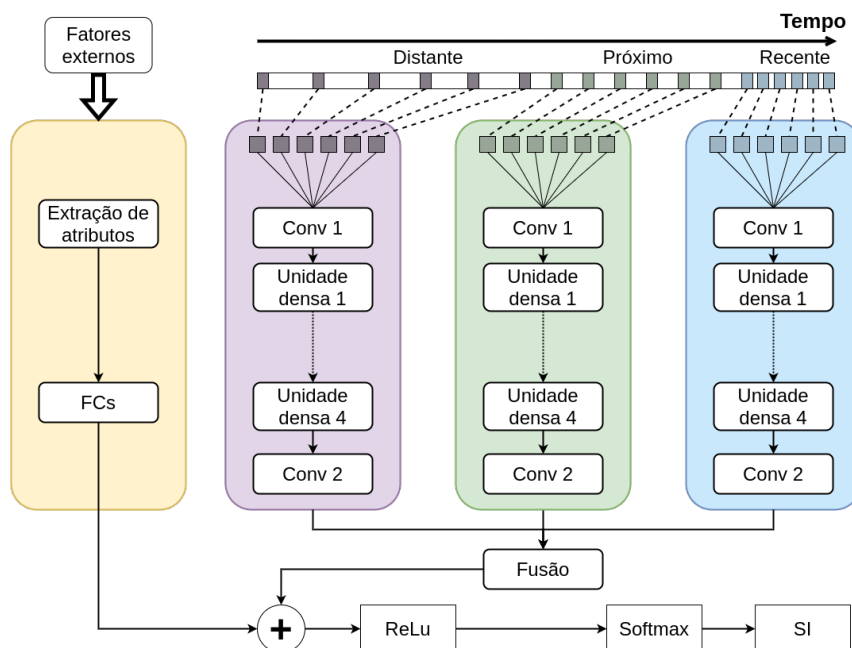 Fatores
externos
Tempo
Distante
Próximo
Recente
Extração de
atributos
FCs
Conv 1
Unidade
densa 1
Unidade
densa 4
Conv 2
Conv 1
Unidade
densa 1
Unidade
densa 4
Conv 2
Conv 1
Unidade
densa 1
Unidade
densa 4
Conv 2
Fusão
+
ReLu
Softmax
SI